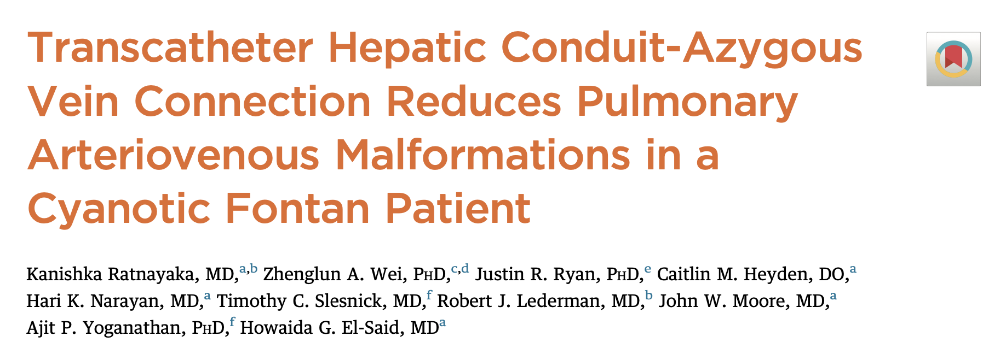 Transcatheter Hepatic Conduit-Azygous
Vein Connection Reduces Pulmonary
Arteriovenous Malformations in a
Cyanotic Fontan Patient
Kanishka Ratnayaka, MD,a,b Zhenglun A. Wei, PHD,c,d Justin R. Ryan, PHD,e Caitlin M. Heyden, DO,a
Hari K. Narayan, MD,a Timothy C. Slesnick, MD,f Robert J. Lederman, MD,b John W. Moore, MD,a
Ajit P. Yoganathan, PHD,f Howaida G. El-Said, MDa